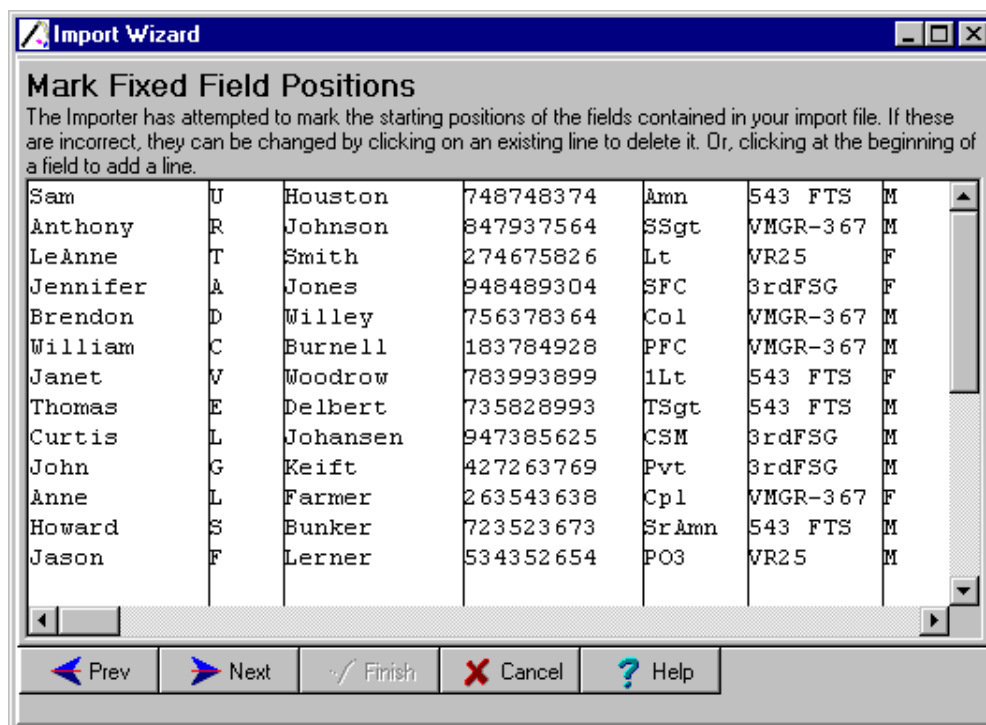 Import Wizard
Mark Fixed Field Positions
The Importer has attempted to mark the starting positions of the fields contained in your import file. If these
are incorrect, they can be changed by clicking on an existing line to delete it. Or, clicking at the beginning of
a field to add a line.
Sam U Houston 748748374 Amn 543 FTS M
Anthony R Johnson 847937564 SSgt VMGR-367 M
LeAnne T Smith 274675826 Lt VR25 F
Jennifer A Jones 948489304 SFC 3rdFSG F
Brendon D Willey 756378364 Col VMGR-367 M
William C Burnell 183784928 PFC VMGR-367 M
Janet V Woodrow 783993899 1Lt 543 FTS F
Thomas E Delbert 735828993 TSgt 543 FTS M
Curtis L Johansen 947385625 CSM 3rdFSG M
John G Keift 427263769 Pvt 3rdFSG M
Anne L Farmer 263543638 Cpl VMGR-367 F
Howard S Bunker 723523673 SrAmn 543 FTS M
Jason F Lerner 534352654 PO3 VR25 M
Prev Next Finish Cancel Help